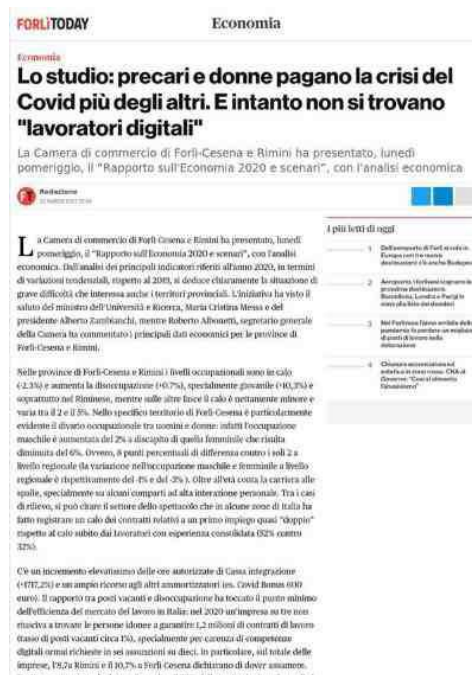 FORLÌTODAY
Economia
Economia
Lo studio: precari e donne pagano la crisi del
Covid più degli altri. E intanto non si trovano
"lavoratori digitali"
La Camera di commercio di Forlì-Cesena e Rimini ha presentato, lunedì
pomeriggio, il "Rapporto sull'Economia 2020 e scenari", con l'analisi economica
Redazione
I più letti di oggi
La Camera di commercio di Forlì-Cesena e Rimini ha presentato, lunedì
pomeriggio, il "Rapporto sull'Economia 2020 e scenari", con l'analisi
economica. Dall'analisi dei principali indicatori riferiti all'anno 2020, in termini
di variazioni tendenziali, rispetto al 2019, si deduce chiaramente la situazione di
grave difficoltà che interessa anche i territori provinciali. L'iniziativa ha visto il
saluto del ministro dell'Università e Ricerca, Maria Cristina Messa e del
presidente Alberto Zambianchi, mentre Roberto Albonetti, segretario generale
della Camera ha commentato i principali dati economici per le province di
Forlì-Cesena e Rimini.
Nelle province di Forlì-Cesena e Rimini i livelli occupazionali sono in calo
(-2,3%) e aumenta la disoccupazione (+0,7%), specialmente giovanile (+10,3%) e
soprattutto nel Riminese, mentre sulle altre fasce il calo è nettamente minore e
varia tra il 2 e il 5%. Nello specifico territorio di Forlì-Cesena è particolarmente
evidente il divario occupazionale tra uomini e donne: infatti l'occupazione
maschile è aumentata del 2% a discapito di quella femminile che risulta
diminuita del 6%. Ovvero, 8 punti percentuali di differenza contro i soli 2 a
livello regionale (la variazione nell'occupazione maschile e femminile a livello
regionale è rispettivamente del -1% e del -3% ). Oltre all'età conta la carriera alle
spalle, specialmente su alcuni comparti ad alta interazione personale. Tra i casi
di rilievo, si può citare il settore dello spettacolo che in alcune zone di Italia ha
fatto registrare un calo dei contratti relativi a un primo impiego quasi "doppio"
rispetto al calo subito dai lavoratori con esperienza consolidata (52% contro
32%).
C'è un incremento elevatissimo delle ore autorizzate di Cassa integrazione
(+1717,2%) e un ampio ricorso agli altri ammortizzatori (es. Covid Bonus 600
euro). Il rapporto tra posti vacanti e disoccupazione ha toccato il punto minimo
dell'efficienza del mercato del lavoro in Italia: nel 2020 un'impresa su tre non
riusciva a trovare le persone idonee a garantire 1,2 milioni di contratti di lavoro
(tasso di posti vacanti circa 1%), specialmente per carenza di competenze
digitali ormai richieste in sei assunzioni su dieci. In particolare, sul totale delle
imprese, l'8,7a Rimini e il 10,7% a Forlì-Cesena dichiarano di dover assumere.